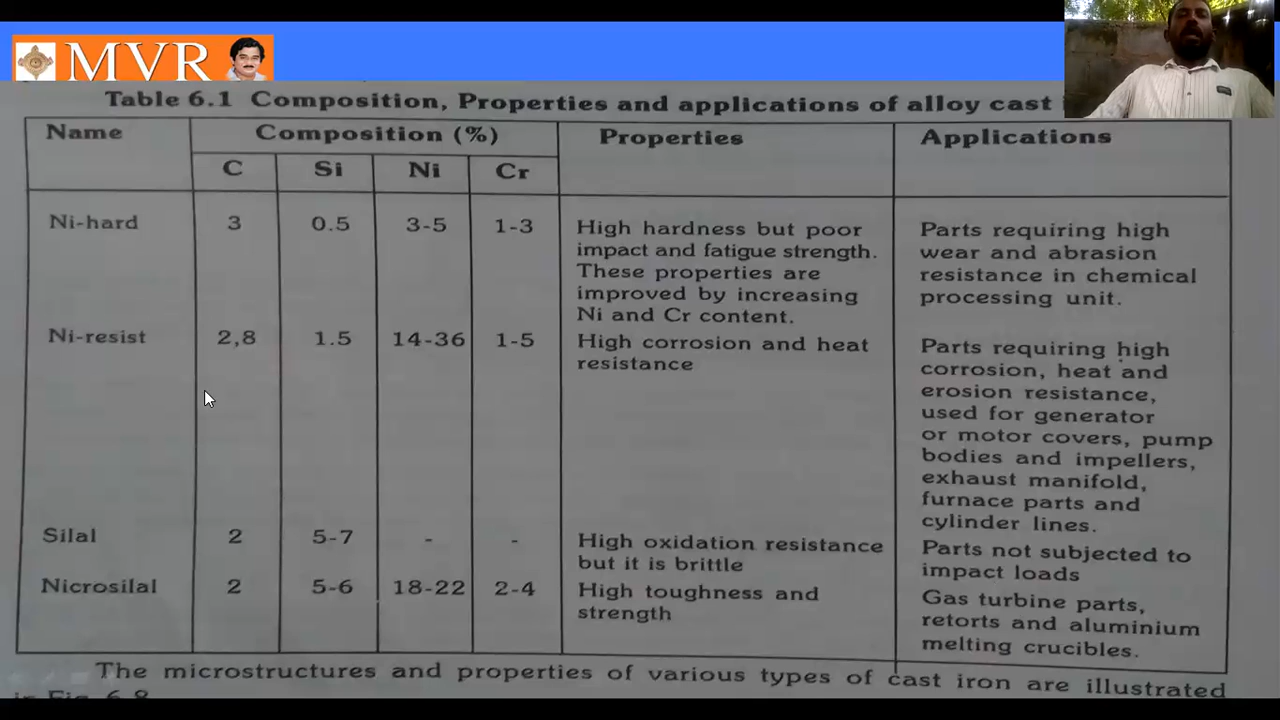 MVR
Table 6.1 Composition, Properties and applications of alloy cast
Name
Composition (%)
Properties
Applications
C
Si
Ni
Cr
Ni-hard
3
0.5
3-5
1-3
High hardness but poor
impact and fatigue strength.
These properties are
improved by increasing
Ni and Cr content.
Parts requiring high
wear and abrasion
resistance in chemical
processing unit.
Ni-resist
2,8
1.5
14-36
1-5
High corrosion and heat
resistance
Parts requiring high
corrosion, heat and
erosion resistance,
used for generator
or motor covers, pump
bodies and impellers,
exhaust manifold,
furnace parts and
cylinder lines.
Silal
2
5-7
-
-
High oxidation resistance
but it is brittle
Parts not subjected to
impact loads
Nicrosilal
2
5-6
18-22
2-4
High toughness and
strength
Gas turbine parts,
retorts and aluminium
melting crucibles.
The microstructures and properties of various types of cast iron are illustrated
in Fig. 6.8